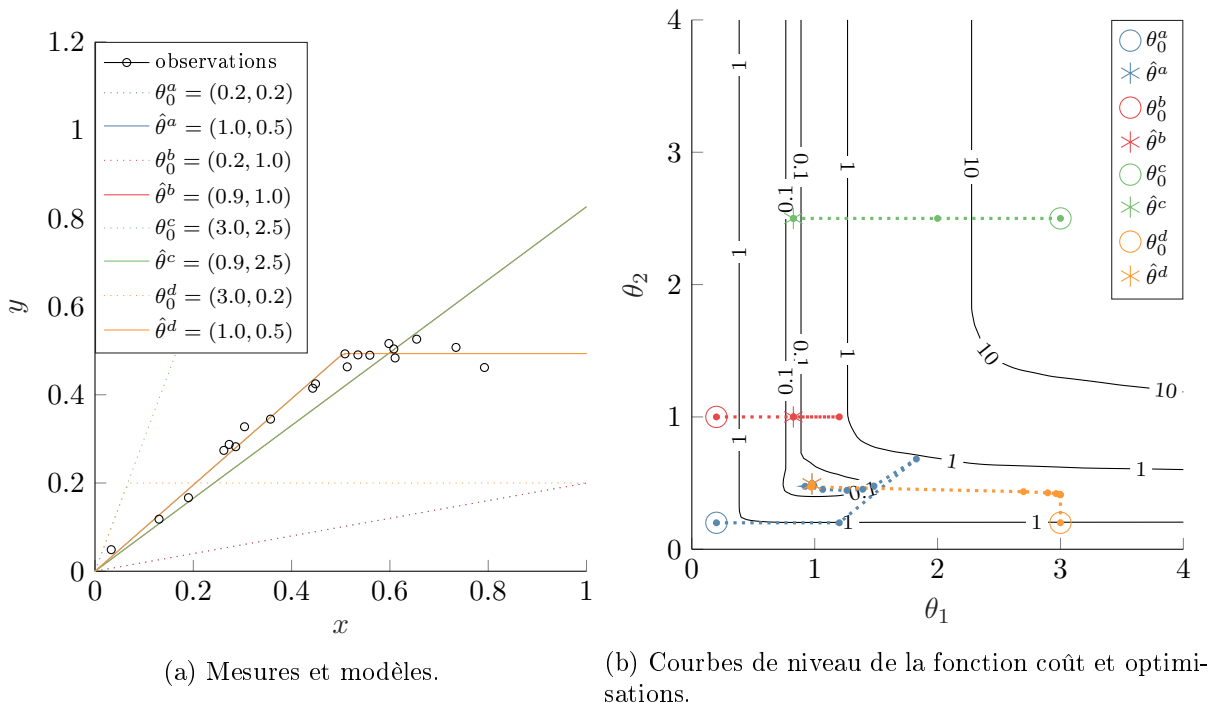 1.2
1
0.8
0.6
0.4
0.2
0
y
observations
θ₀ᵃ = (0.2, 0.2)
θ̂ᵃ = (1.0, 0.5)
θ₀ᵇ = (0.2, 1.0)
θ̂ᵇ = (0.9, 1.0)
θ₀ᶜ = (3.0, 2.5)
θ̂ᶜ = (0.9, 2.5)
θ₀ᵈ = (3.0, 0.2)
θ̂ᵈ = (1.0, 0.5)
0 0.2 0.4 0.6 0.8 1
x
(a) Mesures et modèles.
4
3
2
1
0
θ₂
θ₀ᵃ
θ̂ᵃ
θ₀ᵇ
θ̂ᵇ
θ₀ᶜ
θ̂ᶜ
θ₀ᵈ
θ̂ᵈ
1
0.1
1
10
0.1
1
0.1
1
10
10
0.1
1
1
1
0.1
1
1
0 1 2 3 4
θ₁
(b) Courbes de niveau de la fonction coût et optimi-
sations.